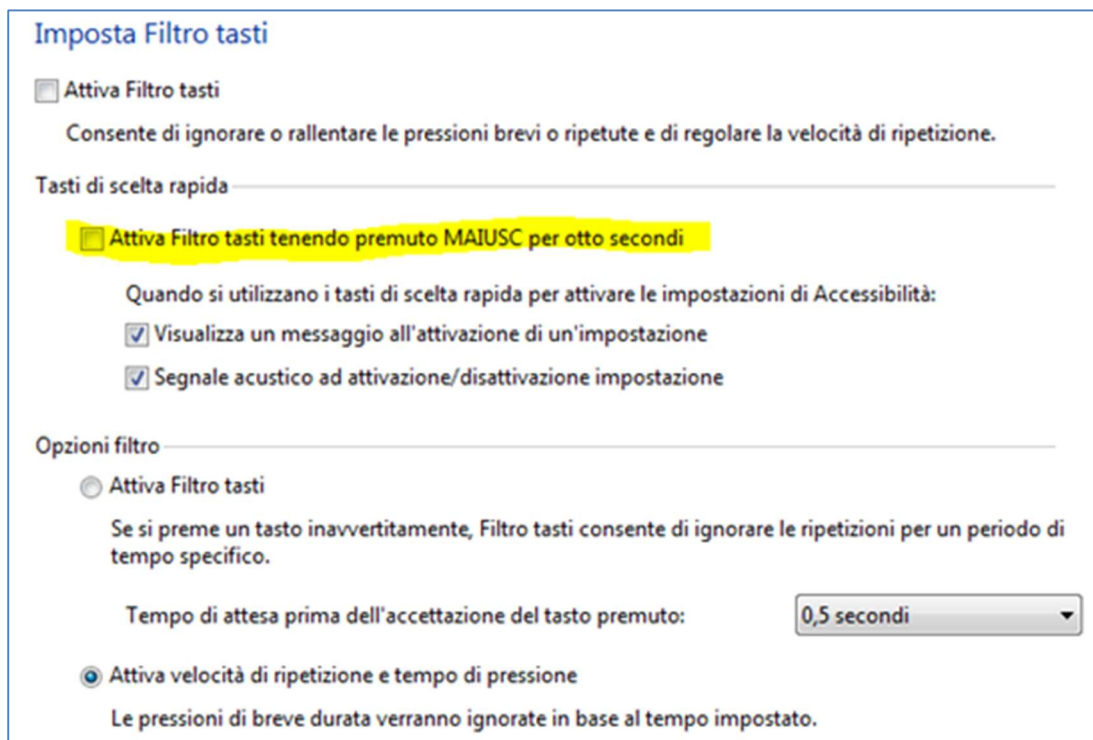 Imposta Filtro tasti
Attiva Filtro tasti
Consente di ignorare o rallentare le pressioni brevi o ripetute e di regolare la velocità di ripetizione.
Tasti di scelta rapida
Attiva Filtro tasti tenendo premuto MAIUSC per otto secondi
Quando si utilizzano i tasti di scelta rapida per attivare le impostazioni di Accessibilità:
Visualizza un messaggio all'attivazione di un'impostazione
Segnale acustico ad attivazione/disattivazione impostazione
Opzioni filtro
Attiva Filtro tasti
Se si preme un tasto inavvertitamente, Filtro tasti consente di ignorare le ripetizioni per un periodo di
tempo specifico.
Tempo di attesa prima dell'accettazione del tasto premuto: 0,5 secondi
Attiva velocità di ripetizione e tempo di pressione
Le pressioni di breve durata verranno ignorate in base al tempo impostato.